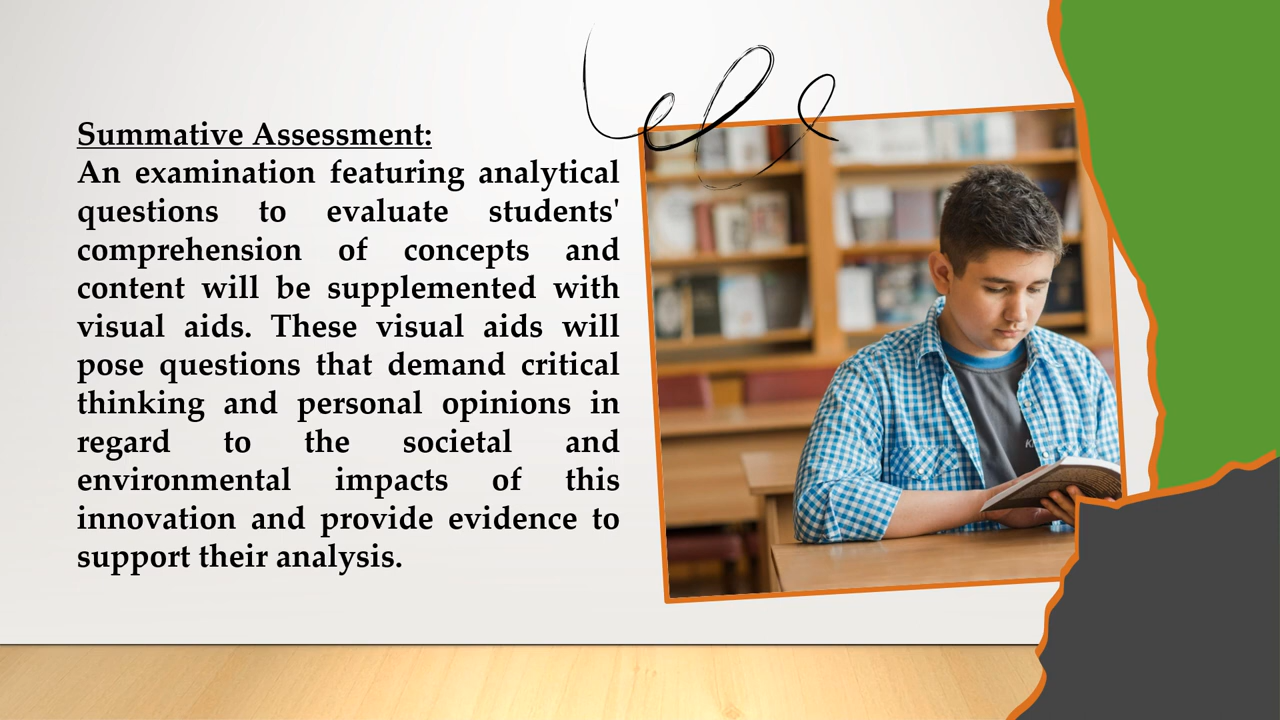 Summative Assessment:
An examination featuring analytical
questions to evaluate students'
comprehension of concepts and
content will be supplemented with
visual aids. These visual aids will
pose questions that demand critical
thinking and personal opinions in
regard to the societal and
environmental impacts of this
innovation and provide evidence to
support their analysis.